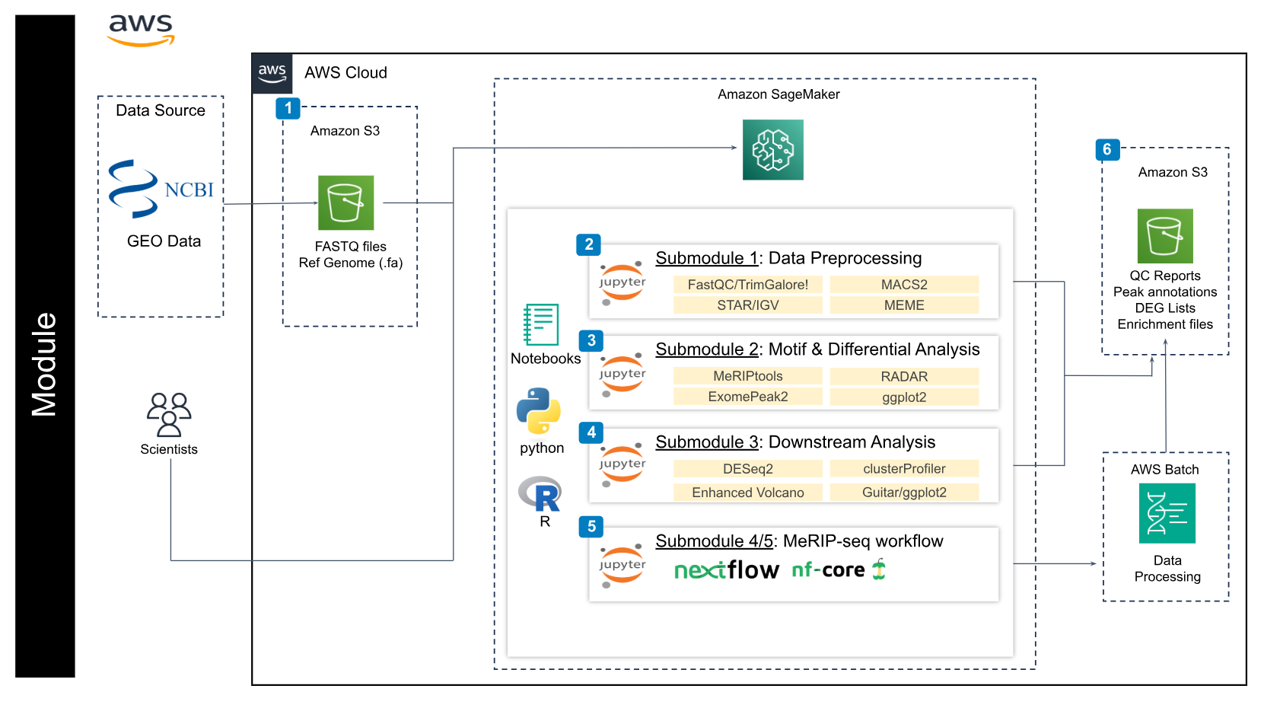 Module
aws
Data Source
NCBI
GEO Data
Scientists
aws
AWS Cloud
1
Amazon S3
FASTQ files
Ref Genome (.fa)
Amazon SageMaker
Notebooks
python
R
R
2
jupyter
Submodule 1: Data Preprocessing
FastQC/TrimGalore!
MACS2
STAR/IGV
MEME
3
jupyter
Submodule 2: Motif & Differential Analysis
MeRIPtools
RADAR
ExomePeak2
ggplot2
4
jupyter
Submodule 3: Downstream Analysis
DESeq2
clusterProfiler
Enhanced Volcano
Guitar/ggplot2
5
jupyter
Submodule 4/5: MeRIP-seq workflow
nextflow
nf-core
6
Amazon S3
QC Reports
Peak annotations
DEG Lists
Enrichment files
AWS Batch
Data
Processing